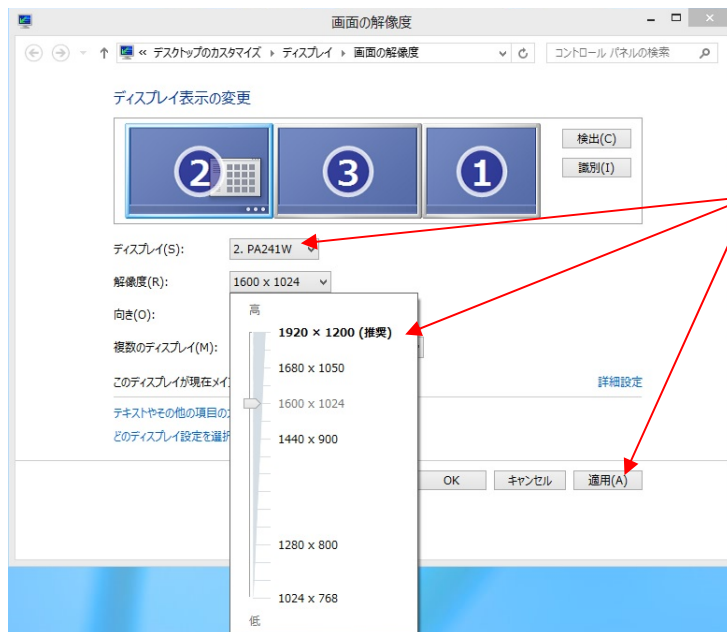 画面の解像度
« デスクトップのカスタマイズ ▸ ディスプレイ ▸ 画面の解像度
コントロール パネルの検索
ディスプレイ表示の変更
2
3
1
検出(C)
識別(I)
ディスプレイ(S):
2. PA241W
解像度(R):
1600 x 1024
向き(O):
複数のディスプレイ(M):
このディスプレイが現在メイ
詳細設定
テキストやその他の項目の
どのディスプレイ設定を選択
高
1920 × 1200 (推奨)
1680 x 1050
1600 x 1024
1440 x 900
1280 x 800
1024 x 768
低
OK
キャンセル
適用(A)